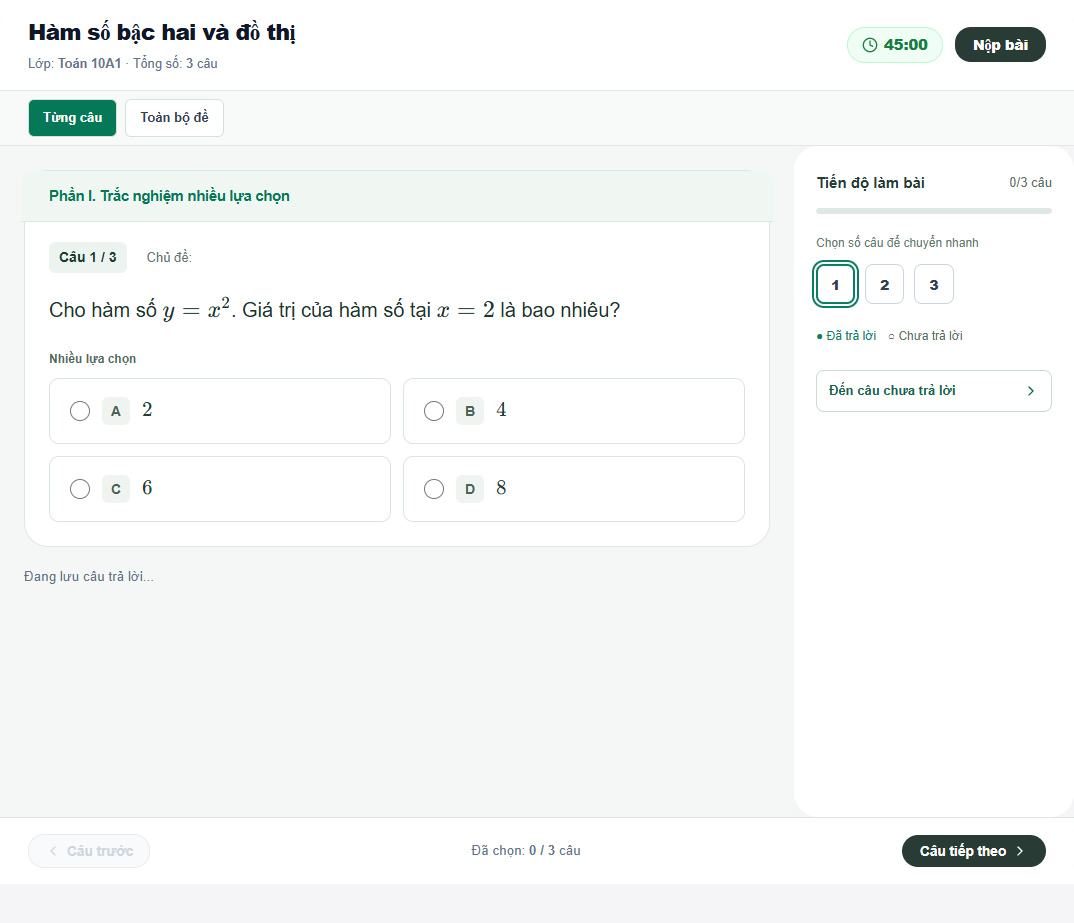 Hàm số bậc hai và đồ thị
Lớp: Toán 10A1 · Tổng số: 3 câu
45:00
Nộp bài
Từng câu
Toàn bộ đề
Phần I. Trắc nghiệm nhiều lựa chọn
Câu 1 / 3
Chủ đề:
Cho hàm số y = x². Giá trị của hàm số tại x = 2 là bao nhiêu?
Nhiều lựa chọn
A 2
B 4
C 6
D 8
Đang lưu câu trả lời...
Tiến độ làm bài
0/3 câu
Chọn số câu để chuyển nhanh
1 2 3
● Đã trả lời ○ Chưa trả lời
Đến câu chưa trả lời
Câu trước
Đã chọn: 0 / 3 câu
Câu tiếp theo